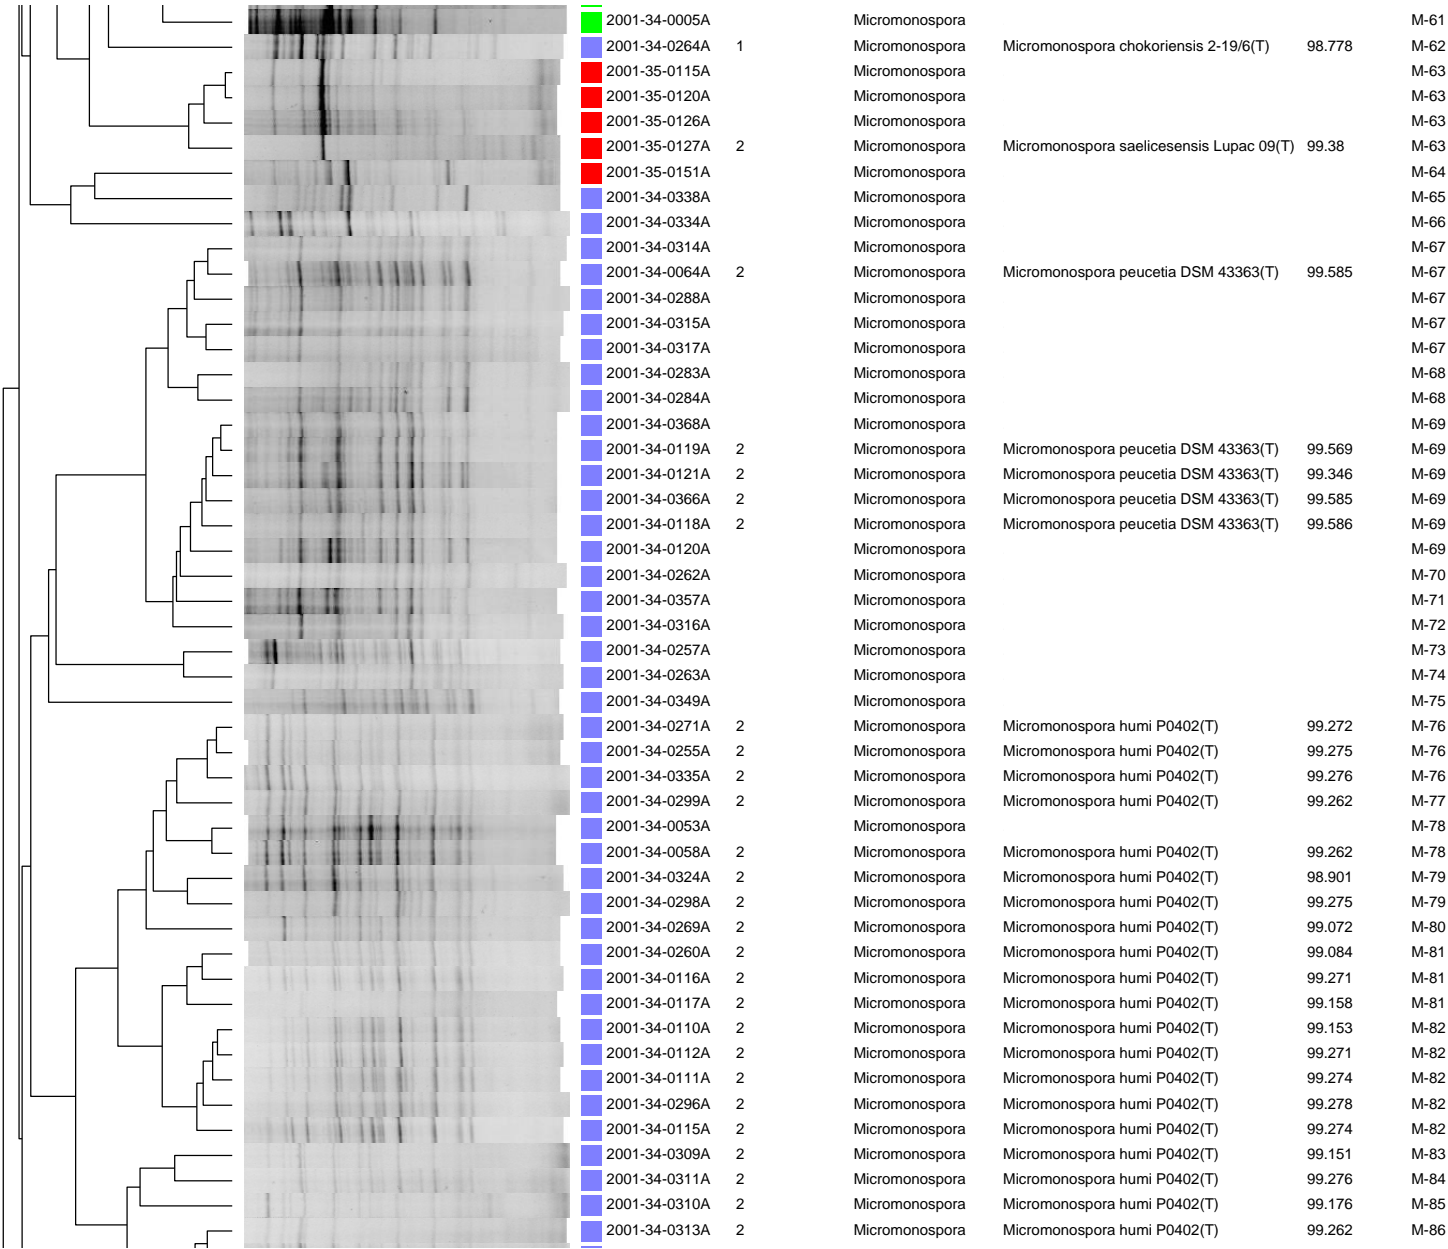 2001-34-0005A Micromonospora M-61
2001-34-0264A 1 Micromonospora Micromonospora chokoriensis 2-19/6(T) 98.778 M-62
2001-35-0115A Micromonospora M-63
2001-35-0120A Micromonospora M-63
2001-35-0126A Micromonospora M-63
2001-35-0127A 2 Micromonospora Micromonospora saelicesensis Lupac 09(T) 99.38 M-63
2001-35-0151A Micromonospora M-64
2001-34-0338A Micromonospora M-65
2001-34-0334A Micromonospora M-66
2001-34-0314A Micromonospora M-67
2001-34-0064A 2 Micromonospora Micromonospora peucetia DSM 43363(T) 99.585 M-67
2001-34-0288A Micromonospora M-67
2001-34-0315A Micromonospora M-67
2001-34-0317A Micromonospora M-67
2001-34-0283A Micromonospora M-68
2001-34-0284A Micromonospora M-68
2001-34-0368A Micromonospora M-69
2001-34-0119A 2 Micromonospora Micromonospora peucetia DSM 43363(T) 99.569 M-69
2001-34-0121A 2 Micromonospora Micromonospora peucetia DSM 43363(T) 99.346 M-69
2001-34-0366A 2 Micromonospora Micromonospora peucetia DSM 43363(T) 99.585 M-69
2001-34-0118A 2 Micromonospora Micromonospora peucetia DSM 43363(T) 99.586 M-69
2001-34-0120A Micromonospora M-69
2001-34-0262A Micromonospora M-70
2001-34-0357A Micromonospora M-71
2001-34-0316A Micromonospora M-72
2001-34-0257A Micromonospora M-73
2001-34-0263A Micromonospora M-74
2001-34-0349A Micromonospora M-75
2001-34-0271A 2 Micromonospora Micromonospora humi P0402(T) 99.272 M-76
2001-34-0255A 2 Micromonospora Micromonospora humi P0402(T) 99.275 M-76
2001-34-0335A 2 Micromonospora Micromonospora humi P0402(T) 99.276 M-76
2001-34-0299A 2 Micromonospora Micromonospora humi P0402(T) 99.262 M-77
2001-34-0053A Micromonospora M-78
2001-34-0058A 2 Micromonospora Micromonospora humi P0402(T) 99.262 M-78
2001-34-0324A 2 Micromonospora Micromonospora humi P0402(T) 98.901 M-79
2001-34-0298A 2 Micromonospora Micromonospora humi P0402(T) 99.275 M-79
2001-34-0269A 2 Micromonospora Micromonospora humi P0402(T) 99.072 M-80
2001-34-0260A 2 Micromonospora Micromonospora humi P0402(T) 99.084 M-81
2001-34-0116A 2 Micromonospora Micromonospora humi P0402(T) 99.271 M-81
2001-34-0117A 2 Micromonospora Micromonospora humi P0402(T) 99.158 M-81
2001-34-0110A 2 Micromonospora Micromonospora humi P0402(T) 99.153 M-82
2001-34-0112A 2 Micromonospora Micromonospora humi P0402(T) 99.271 M-82
2001-34-0111A 2 Micromonospora Micromonospora humi P0402(T) 99.274 M-82
2001-34-0296A 2 Micromonospora Micromonospora humi P0402(T) 99.278 M-82
2001-34-0115A 2 Micromonospora Micromonospora humi P0402(T) 99.274 M-82
2001-34-0309A 2 Micromonospora Micromonospora humi P0402(T) 99.151 M-83
2001-34-0311A 2 Micromonospora Micromonospora humi P0402(T) 99.276 M-84
2001-34-0310A 2 Micromonospora Micromonospora humi P0402(T) 99.176 M-85
2001-34-0313A 2 Micromonospora Micromonospora humi P0402(T) 99.262 M-86